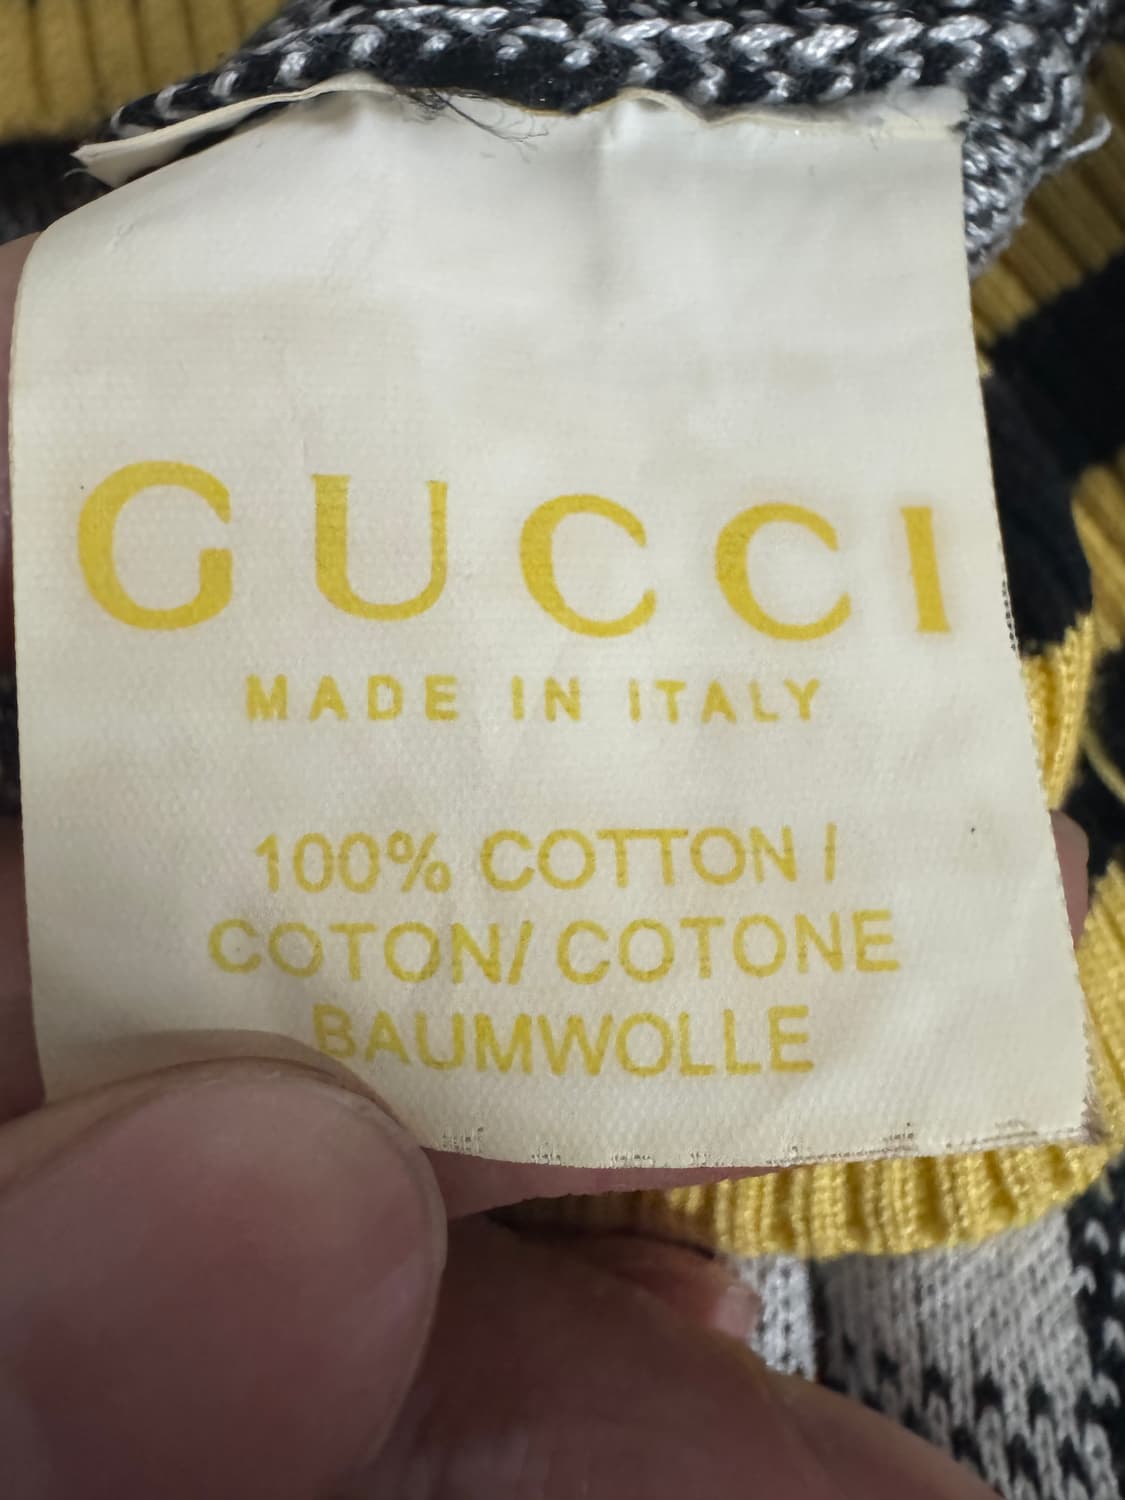 GUCCI
MADE IN ITALY
100% COTTON /
COTON/ COTONE
BAUMWOLLE